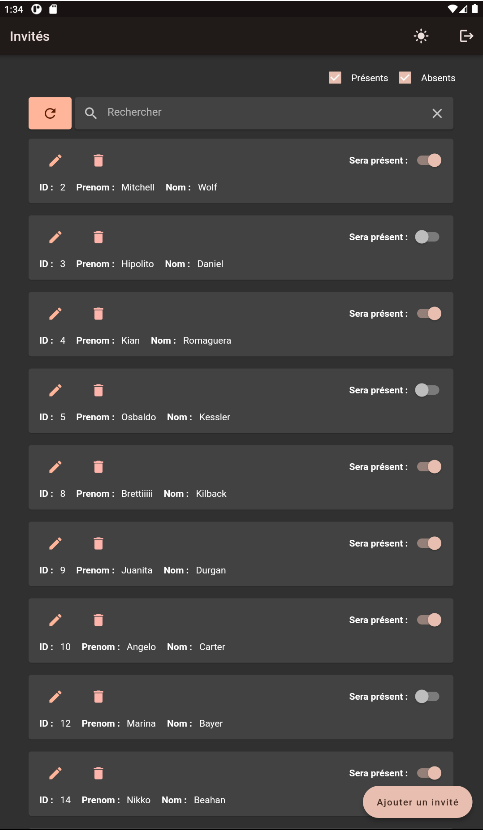 1:34
Invités
Présents Absents
Rechercher
Sera présent :
ID : 2 Prenom : Mitchell Nom : Wolf
Sera présent :
ID : 3 Prenom : Hipolito Nom : Daniel
Sera présent :
ID : 4 Prenom : Kian Nom : Romaguera
Sera présent :
ID : 5 Prenom : Osbaldo Nom : Kessler
Sera présent :
ID : 8 Prenom : Brettiiiii Nom : Kilback
Sera présent :
ID : 9 Prenom : Juanita Nom : Durgan
Sera présent :
ID : 10 Prenom : Angelo Nom : Carter
Sera présent :
ID : 12 Prenom : Marina Nom : Bayer
Sera présent :
ID : 14 Prenom : Nikko Nom : Beahan
Ajouter un invité